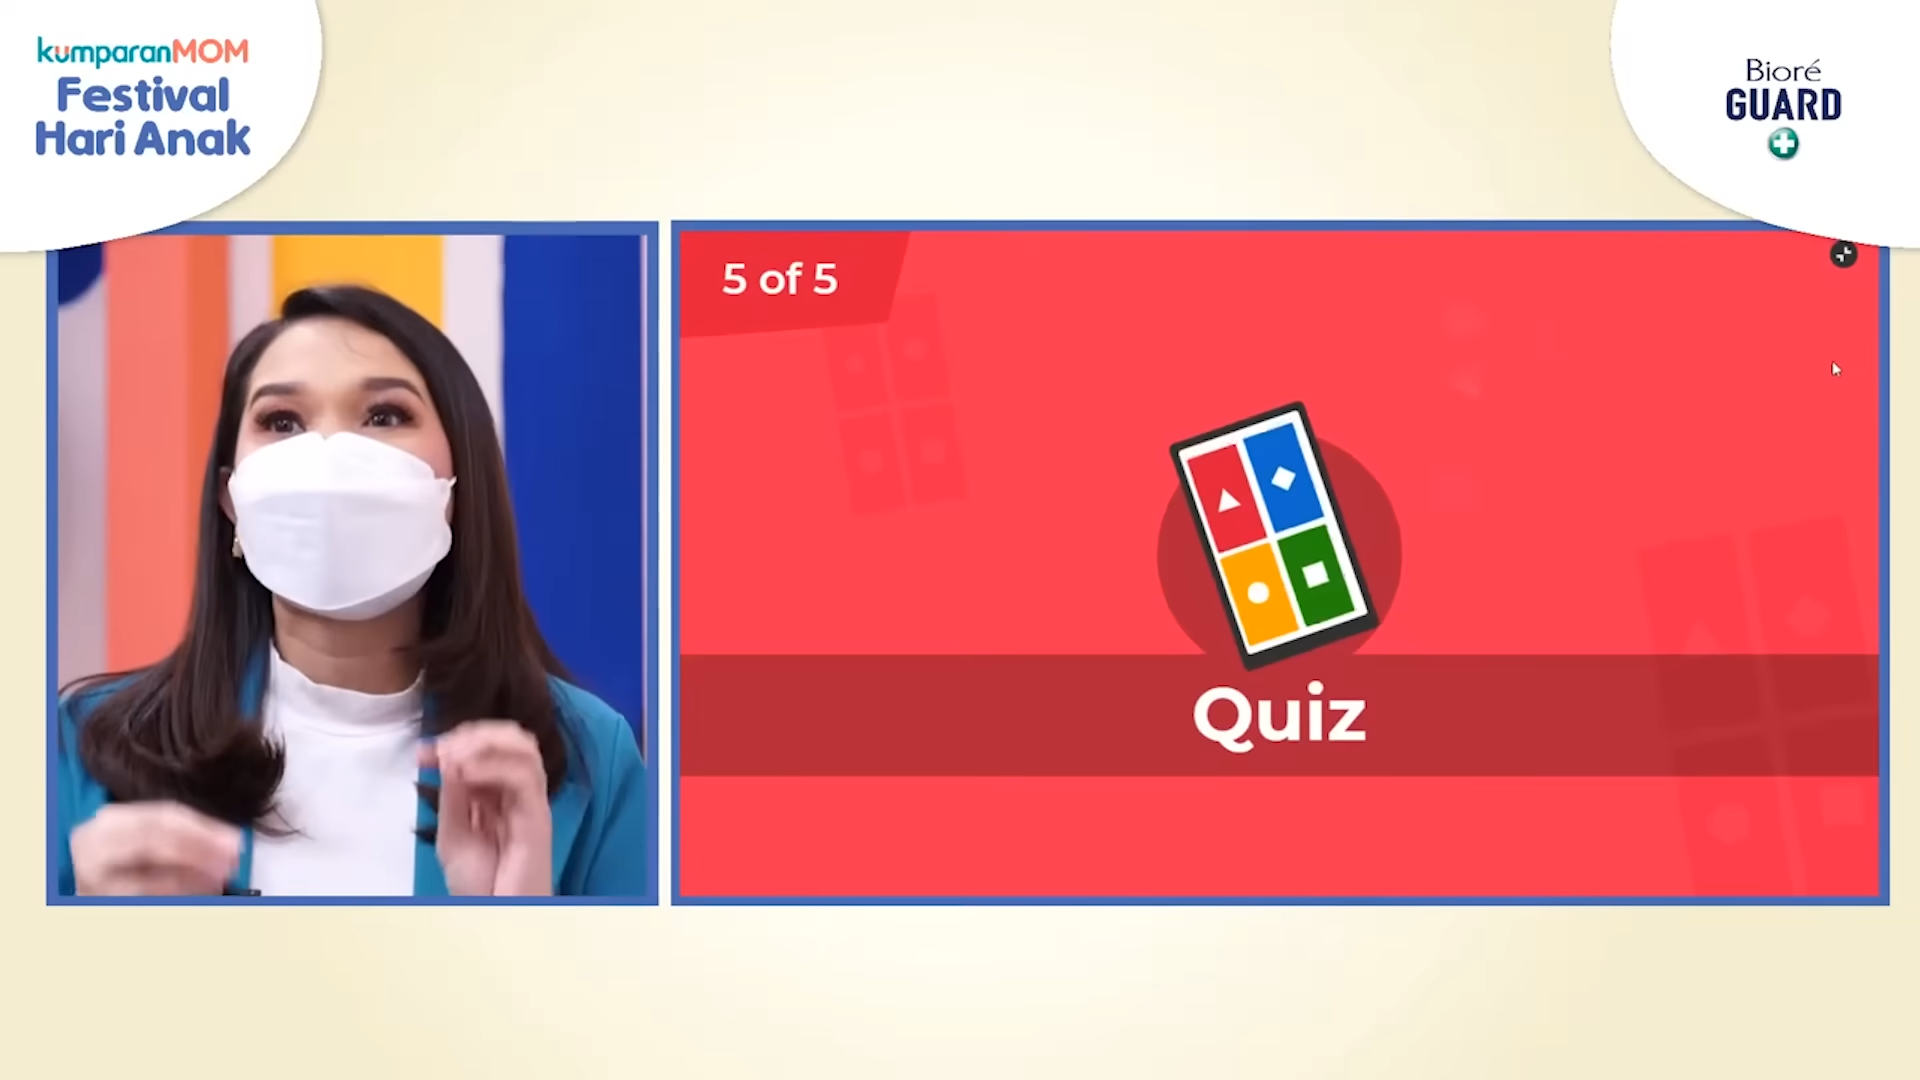 kumparanMOM
Festival
Hari Anak
Bioré
GUARD
5 of 5
Quiz